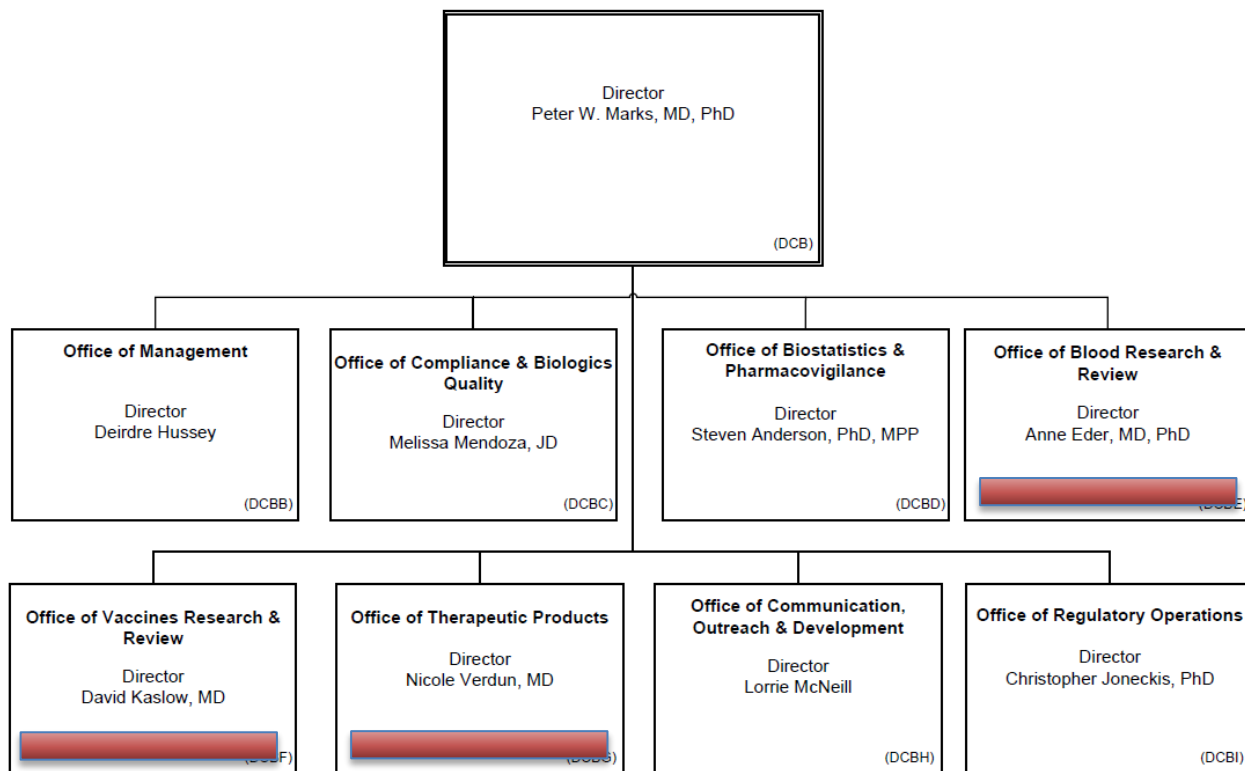 Director
Peter W. Marks, MD, PhD
(DCB)
Office of Management
Director
Deirdre Hussey
(DCBB)
Office of Compliance & Biologics
Quality
Director
Melissa Mendoza, JD
(DCBC)
Office of Biostatistics &
Pharmacovigilance
Director
Steven Anderson, PhD, MPP
(DCBD)
Office of Blood Research &
Review
Director
Anne Eder, MD, PhD
(DCBE)
Office of Vaccines Research &
Review
Director
David Kaslow, MD
(DCBF)
Office of Therapeutic Products
Director
Nicole Verdun, MD
(DCBG)
Office of Communication,
Outreach & Development
Director
Lorrie McNeill
(DCBH)
Office of Regulatory Operations
Director
Christopher Joneckis, PhD
(DCBI)